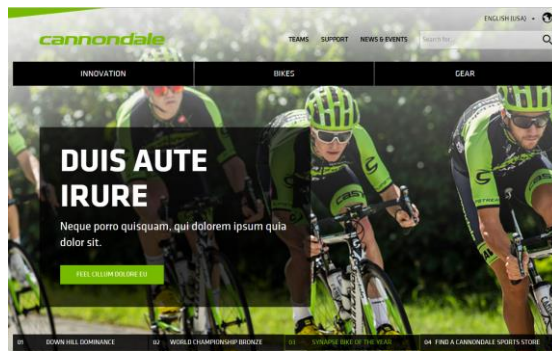 ENGLISH (USA)
cannondale
TEAMS SUPPORT NEWS & EVENTS Search for...
INNOVATION BIKES GEAR
DUIS AUTE
IRURE
Neque porro quisquam, qui dolorem ipsum quia
dolor sit.
FEEL CILLUM DOLORE EU
01 DOWN HILL DOMINANCE 02 WORLD CHAMPIONSHIP BRONZE 03 SYNAPSE BIKE OF THE YEAR 04 FIND A CANNONDALE SPORTS STORE